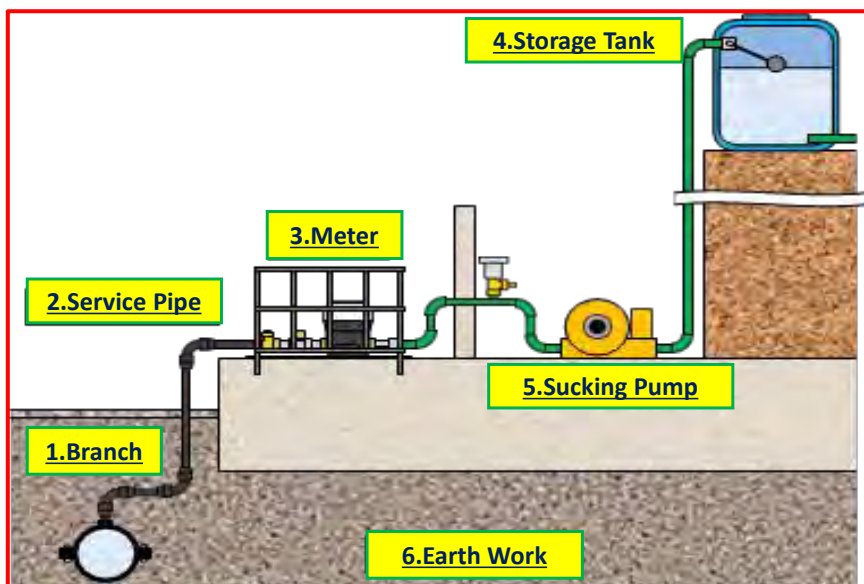 4.Storage Tank
3.Meter
2.Service Pipe
5.Sucking Pump
1.Branch
6.Earth Work